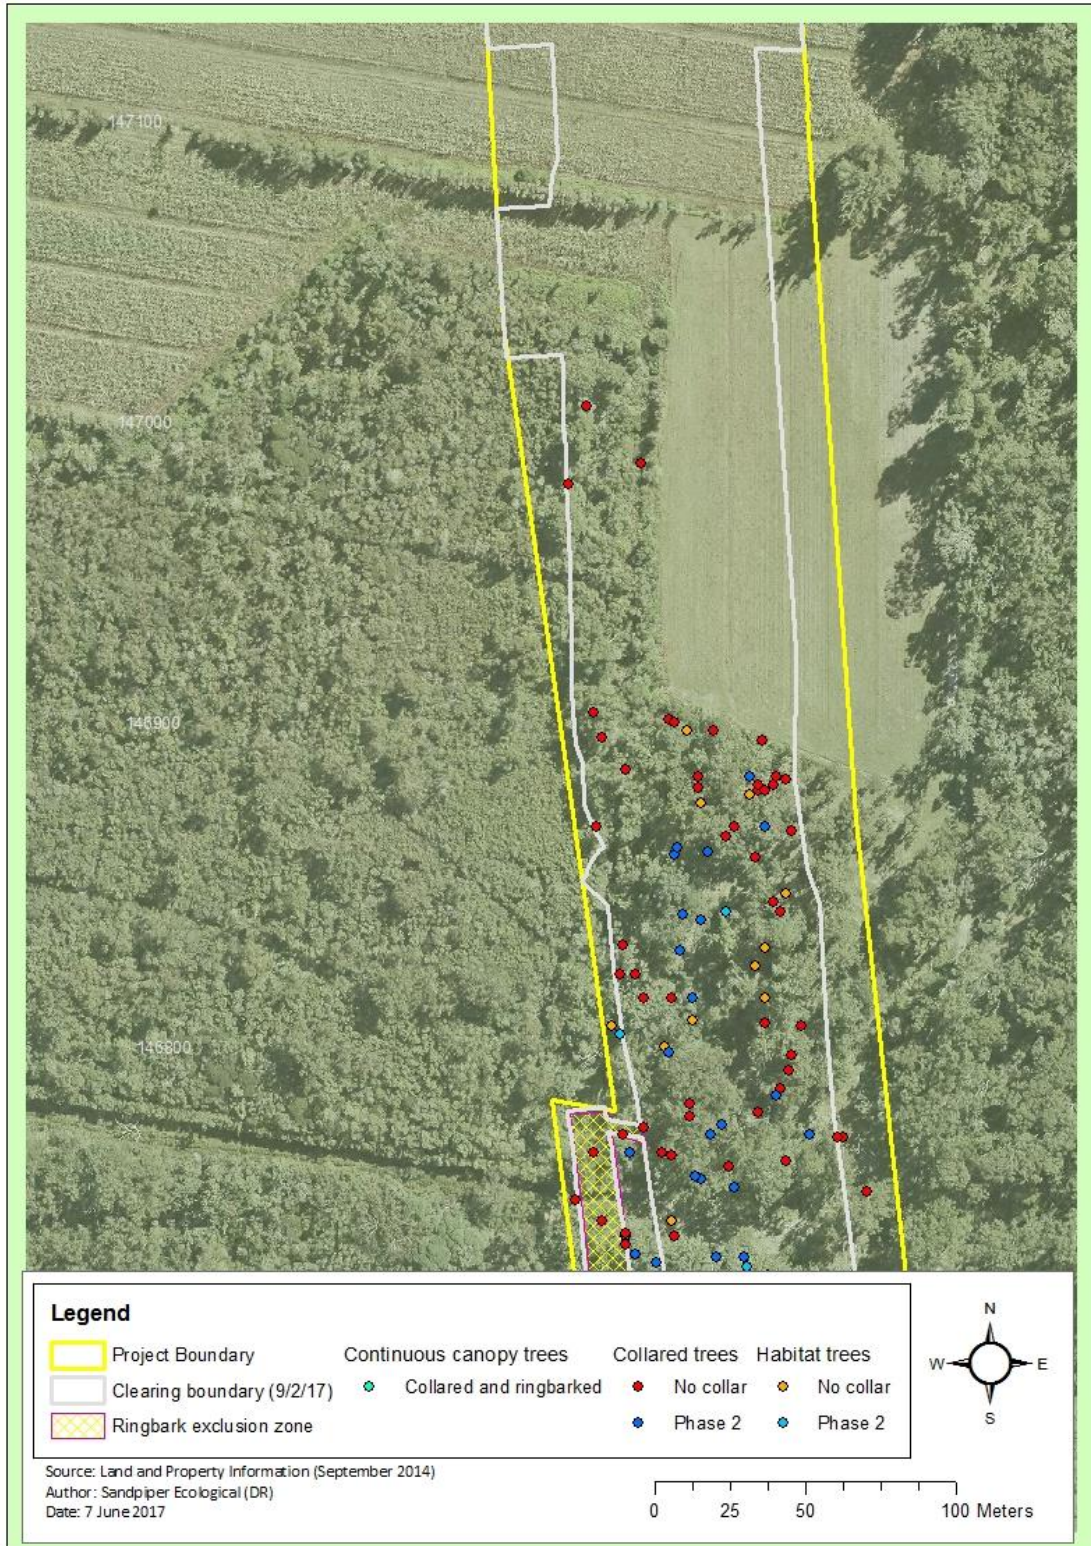 147100
147000
146900
146800
Legend
Project Boundary
Clearing boundary (9/2/17)
Ringbark exclusion zone
Continuous canopy trees
Collared and ringbarked
Collared trees
No collar
Phase 2
Habitat trees
No collar
Phase 2
N
W E
S
Source: Land and Property Information (September 2014)
Author: Sandpiper Ecological (DR)
Date: 7 June 2017
0 25 50 100 Meters